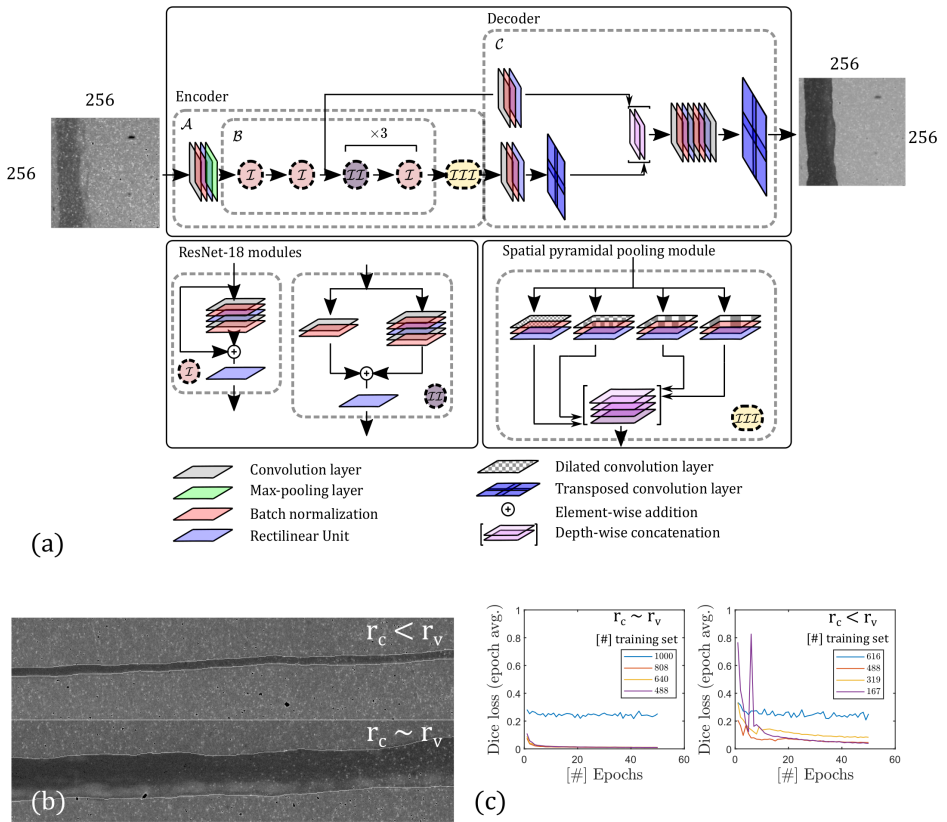 Decoder
C
256
Encoder
A
B
×3
256
I
I
II
I
III
256
256
ResNet-18 modules
Spatial pyramidal pooling module
I
II
III
Convolution layer
Max-pooling layer
Batch normalization
Rectilinear Unit
Dilated convolution layer
Transposed convolution layer
Element-wise addition
Depth-wise concatenation
(a)
r_c < r_v
r_c ~ r_v
(b)
Dice loss (epoch avg.)
1
0.8
0.6
0.4
0.2
0
0
20
40
60
[#] Epochs
r_c ~ r_v
[#] training set
1000
808
640
488
Dice loss (epoch avg.)
1
0.8
0.6
0.4
0.2
0
0
20
40
60
[#] Epochs
r_c < r_v
[#] training set
616
488
319
167
(c)